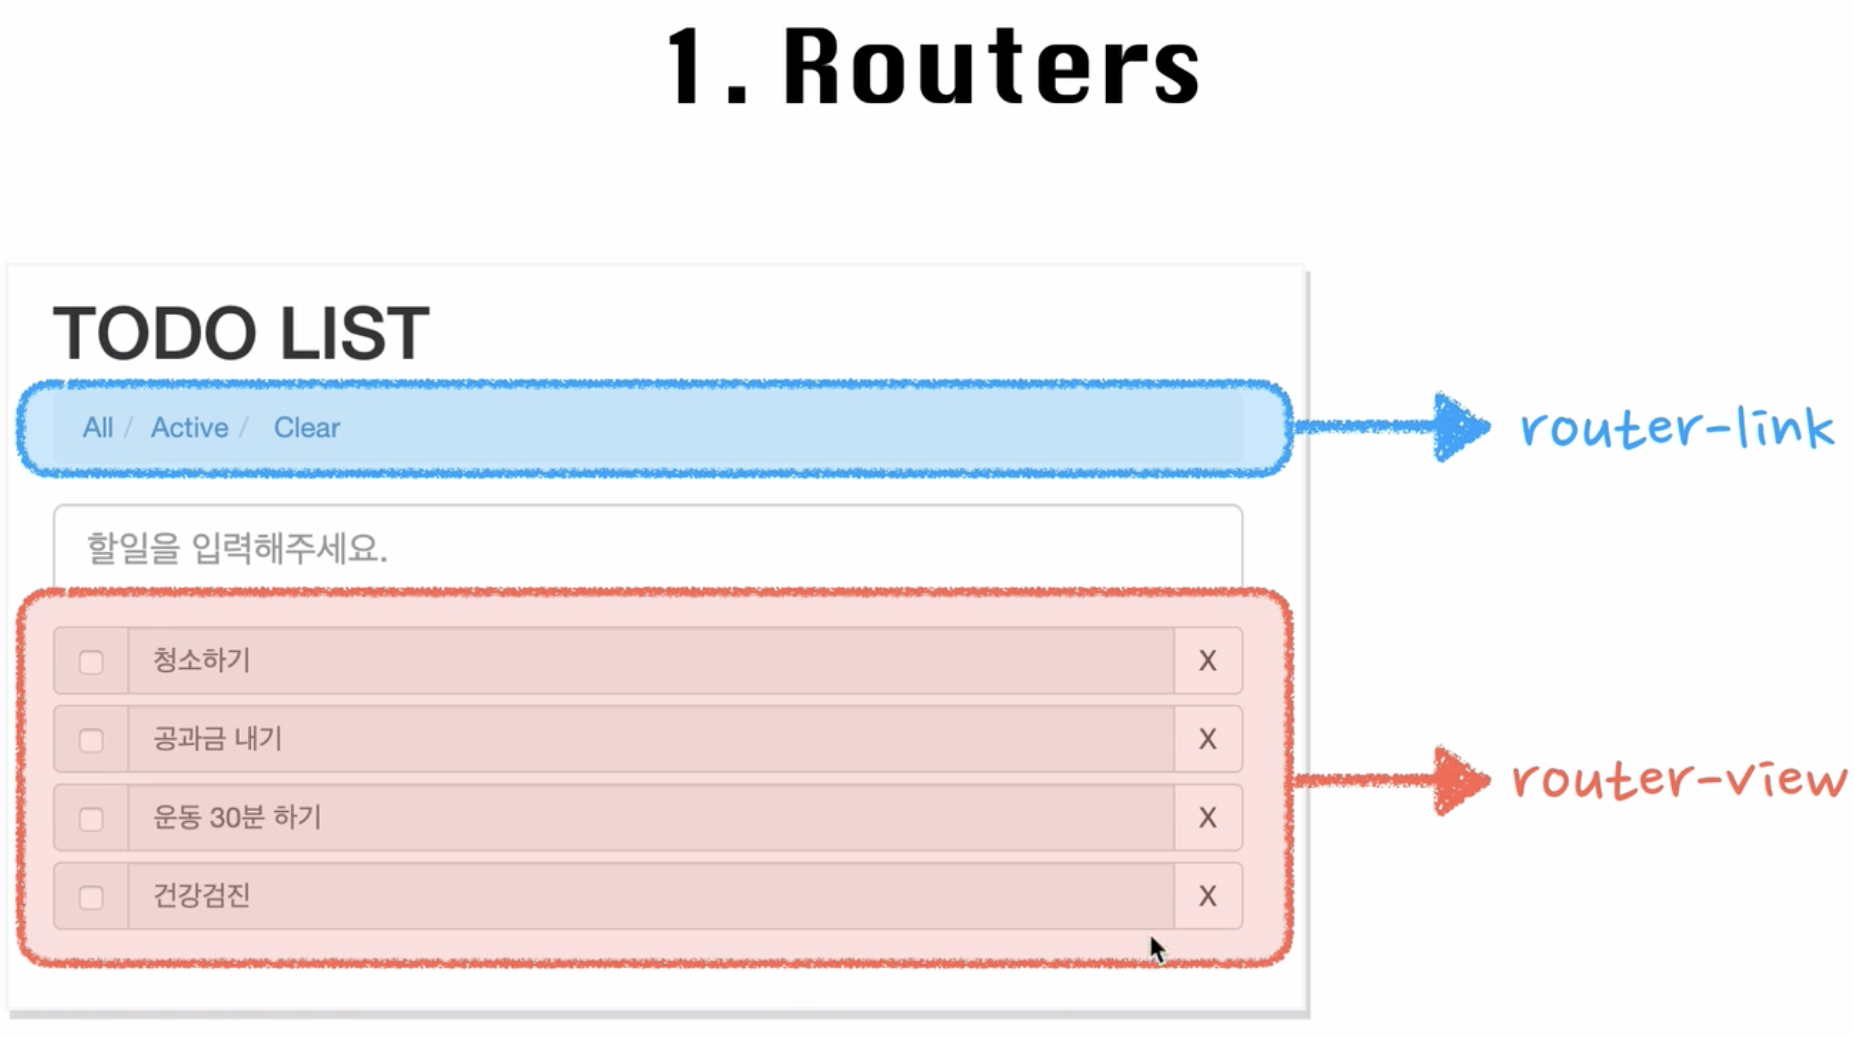 1. Routers
TODO LIST
All / Active / Clear
router-link
할일을 입력해주세요.
청소하기 X
공과금 내기 X
운동 30분 하기 X
router-view
건강검진 X